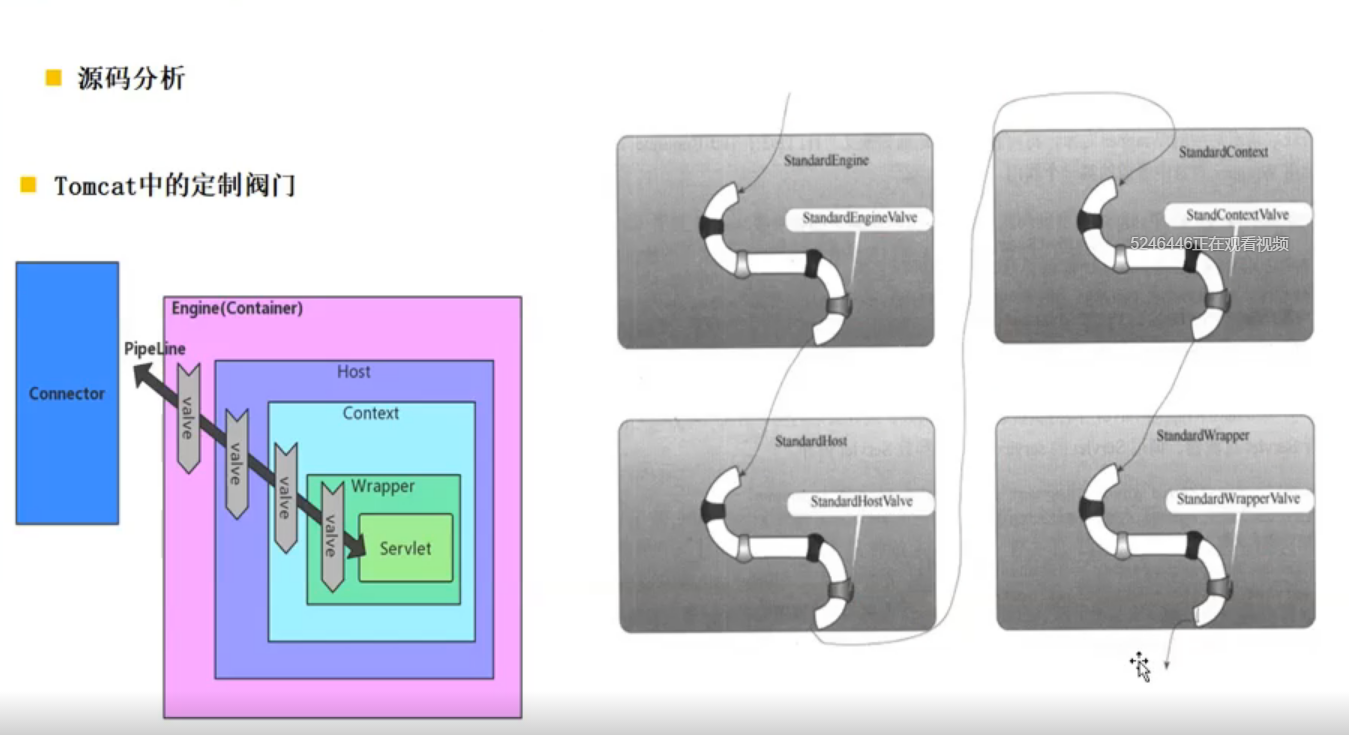 源码分析
Tomcat中的定制阀门
Connector
PipeLine
Engine(Container)
Host
Context
Wrapper
Servlet
valve
valve
valve
valve
StandardEngine
StandardEngineValve
StandardHost
StandardHostValve
StandardContext
StandContextValve
5246446正在观看视频
StandardWrapper
StandardWrapperValve